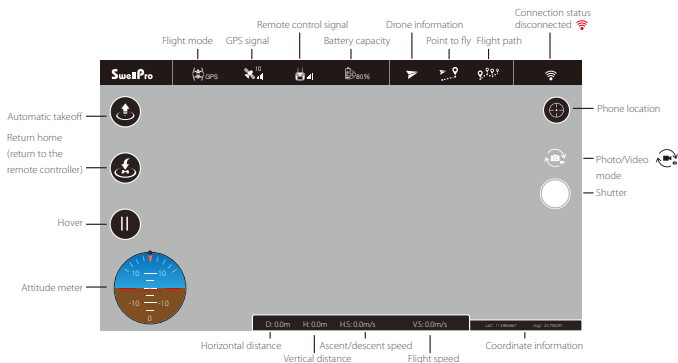 Connection status
disconnected
Remote control signal
Drone information
Flight mode
GPS signal
Battery capacity
Point to fly
Flight path
SwellPro
GPS
10
80%
Automatic takeoff
Phone location
Return home
(return to the
remote controller)
Photo/Video
mode
Shutter
Hover
Attitude meter
10 10
-10 -10
0
D: 0.0m H: 0.0m H.S: 0.0m/s V.S: 0.0m/s
Horizontal distance
Ascent/descent speed
Coordinate information
Vertical distance
Flight speed